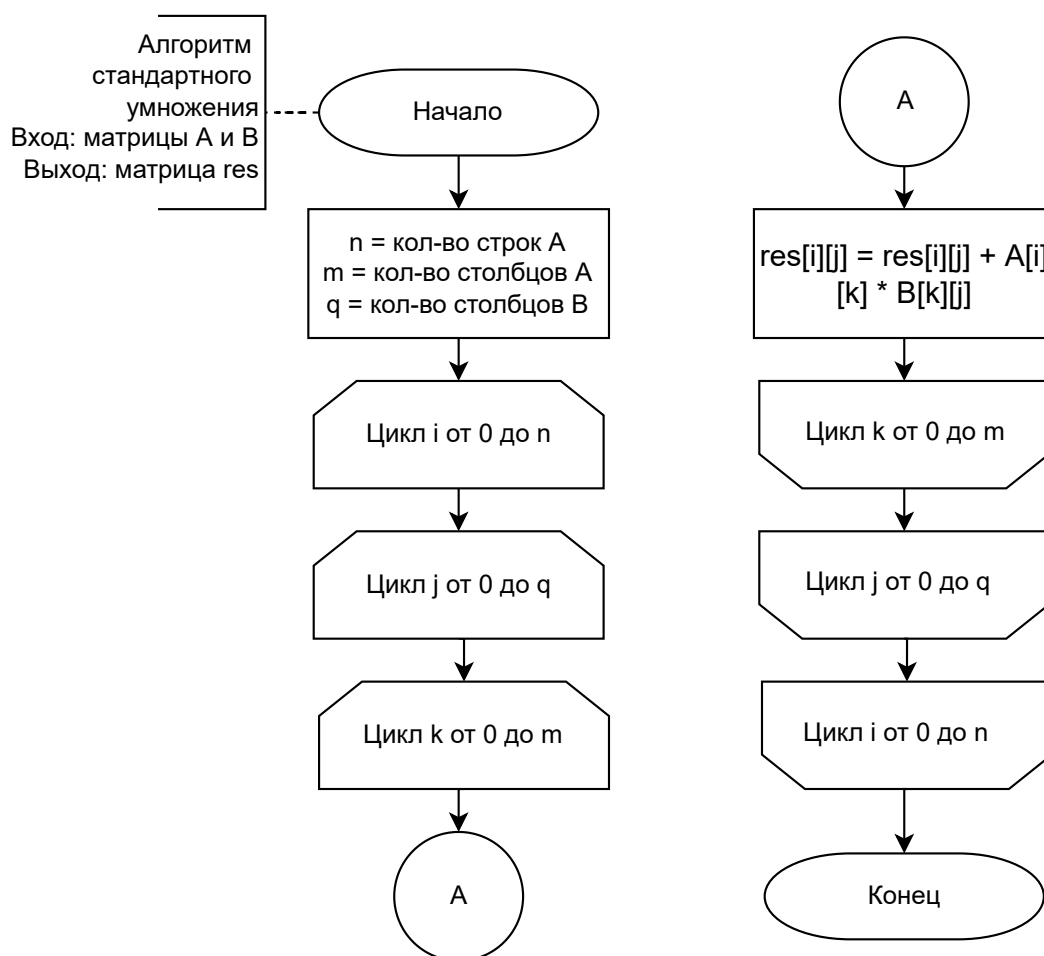 Алгоритм
стандартного
умножения
Вход: матрицы А и В
Выход: матрица res
Начало
n = кол-во строк А
m = кол-во столбцов А
q = кол-во столбцов В
Цикл i от 0 до n
Цикл j от 0 до q
Цикл k от 0 до m
А
А
res[i][j] = res[i][j] + A[i]
[k] * B[k][j]
Цикл k от 0 до m
Цикл j от 0 до q
Цикл i от 0 до n
Конец